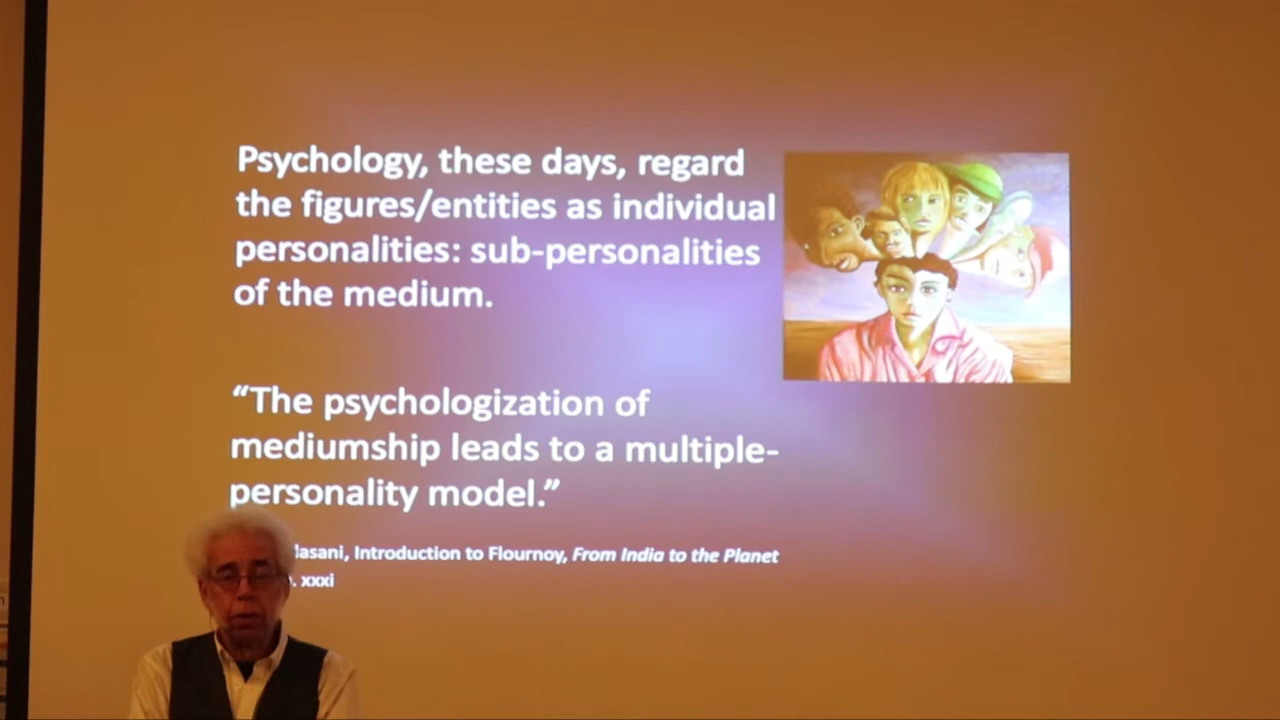 Psychology, these days, regard
the figures/entities as individual
personalities: sub-personalities
of the medium.
“The psychologization of
mediumship leads to a multiple-
personality model.”
Introduction to Flournoy, From India to the Planet
xxxi